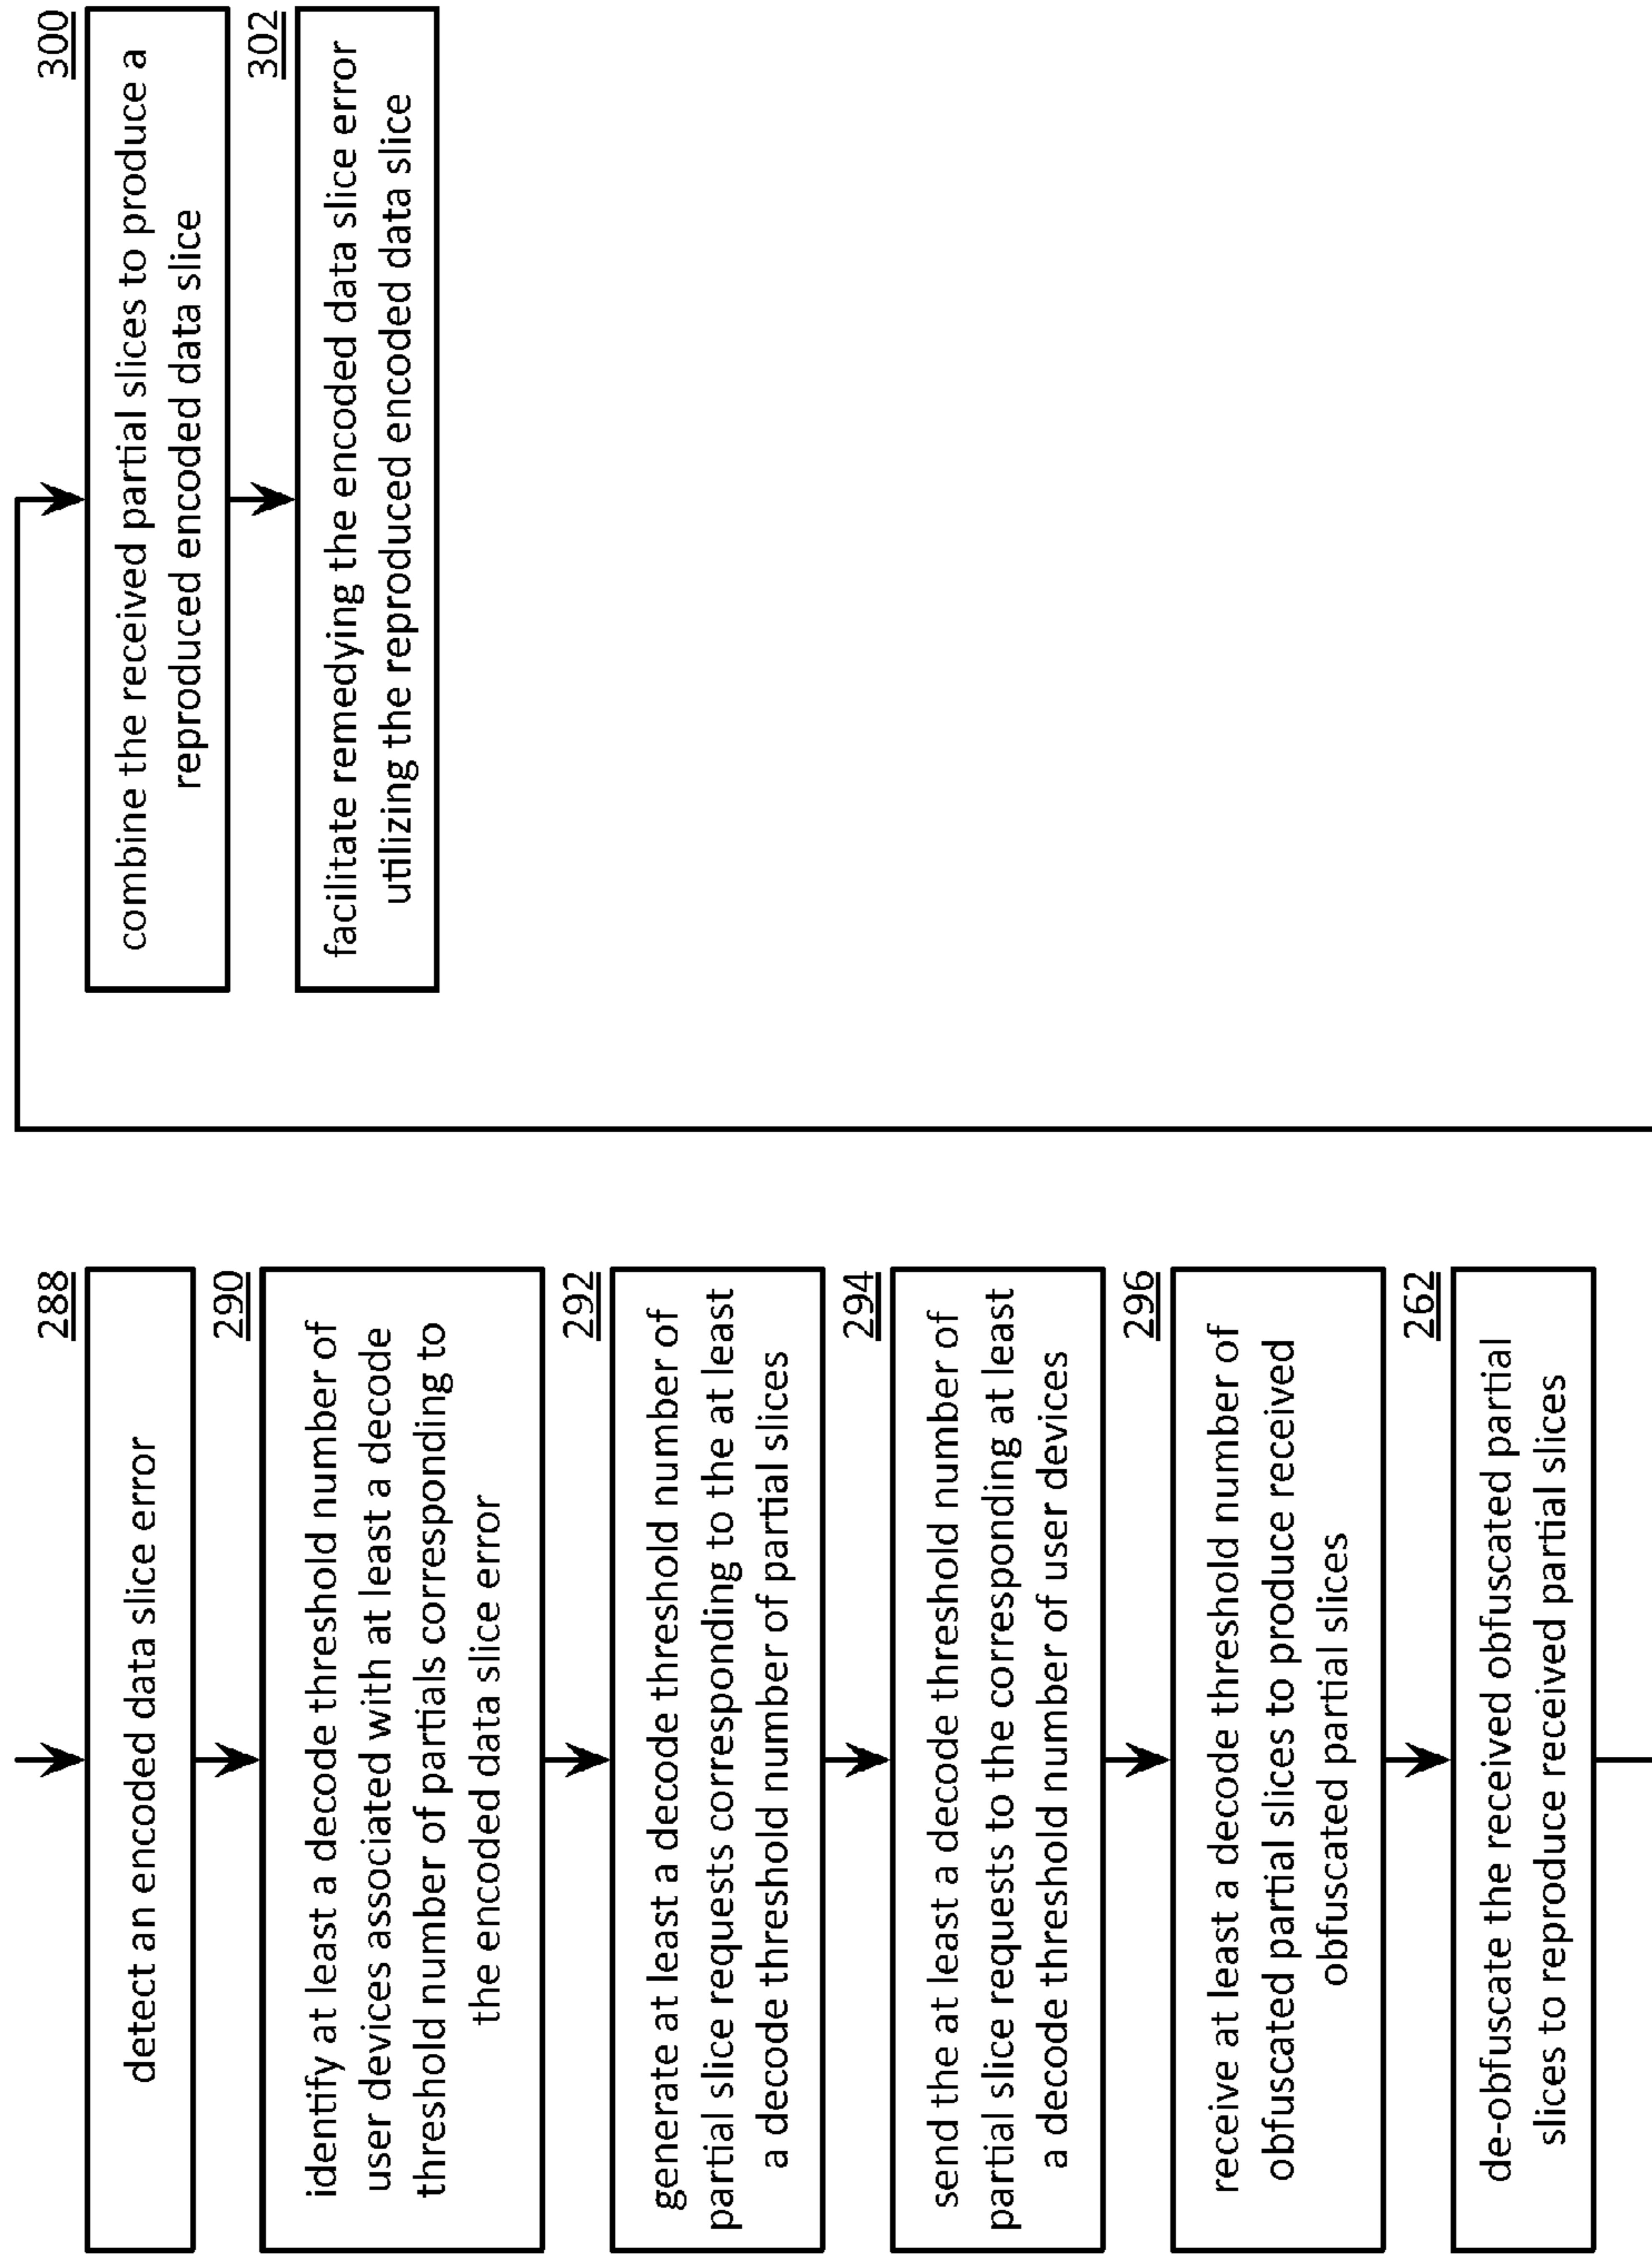 288
detect an encoded data slice error
290
identify at least a decode threshold number of
user devices associated with at least a decode
threshold number of partials corresponding to
the encoded data slice error
292
generate at least a decode threshold number of
partial slice requests corresponding to the at least
a decode threshold number of partial slices
294
send the at least a decode threshold number of
partial slice requests to the corresponding at least
a decode threshold number of user devices
296
receive at least a decode threshold number of
obfuscated partial slices to produce received
obfuscated partial slices
262
de-obfuscate the received obfuscated partial
slices to reproduce received partial slices
300
combine the received partial slices to produce a
reproduced encoded data slice
302
facilitate remedying the encoded data slice error
utilizing the reproduced encoded data slice